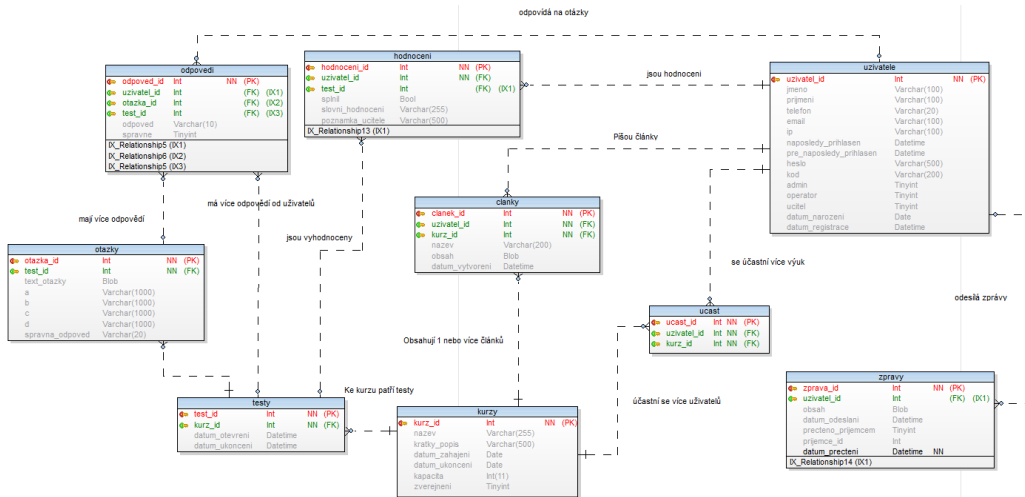 odpovídá na otázky
odpovedi
odpoved_id Int NN (PK)
uzivatel_id Int (FK) (IX1)
otazka_id Int (FK) (IX2)
test_id Int (FK) (IX3)
odpoved Varchar(10)
spravne Tinyint
IX_Relationship5 (IX1)
IX_Relationship6 (IX2)
IX_Relationship5 (IX3)
hodnoceni
hodnoceni_id Int NN (PK)
uzivatel_id Int NN (FK)
test_id Int (FK) (IX1)
splnil Bool
slovni_hodnoceni Varchar(255)
poznamka_ucitele Varchar(500)
IX_Relationship13 (IX1)
jsou hodnoceni
uzivatele
uzivatel_id Int NN (PK)
jmeno Varchar(100)
prijmeni Varchar(100)
telefon Varchar(20)
email Varchar(100)
ip Varchar(100)
naposledy_prihlasen Datetime
pre_naposledy_prihlasen Datetime
heslo Varchar(500)
kod Varchar(200)
admin Tinyint
operator Tinyint
ucitel Tinyint
datum_narozeni Date
datum_registrace Datetime
Píšou články
mají více odpovědí
má více odpovědí od uživatelů
jsou vyhodnoceny
clanky
clanek_id Int NN (PK)
uzivatel_id Int NN (FK)
kurz_id Int NN (FK)
nazev Varchar(200)
obsah Blob
datum_vytvoreni Datetime
otazky
otazka_id Int NN (PK)
test_id Int NN (FK)
text_otazky Blob
a Varchar(1000)
b Varchar(1000)
c Varchar(1000)
d Varchar(1000)
spravna_odpoved Varchar(20)
se účastní více výuk
odesílá zprávy
ucast
ucast_id Int NN (PK)
uzivatel_id Int NN (FK)
kurz_id Int NN (FK)
Obsahují 1 nebo více článků
Ke kurzu patří testy
účastní se více uživatelů
testy
test_id Int NN (PK)
kurz_id Int NN (FK)
datum_otevreni Datetime
datum_ukonceni Datetime
kurzy
kurz_id Int NN (PK)
nazev Varchar(255)
kratky_popis Varchar(500)
datum_zahajeni Date
datum_ukonceni Date
kapacita Int(11)
zverejneni Tinyint
zpravy
zprava_id Int NN (PK)
uzivatel_id Int (FK) (IX1)
obsah Blob
datum_odeslani Datetime
precteno_prijemcem Tinyint
prijemce_id Int
datum_precteni Datetime NN
IX_Relationship14 (IX1)